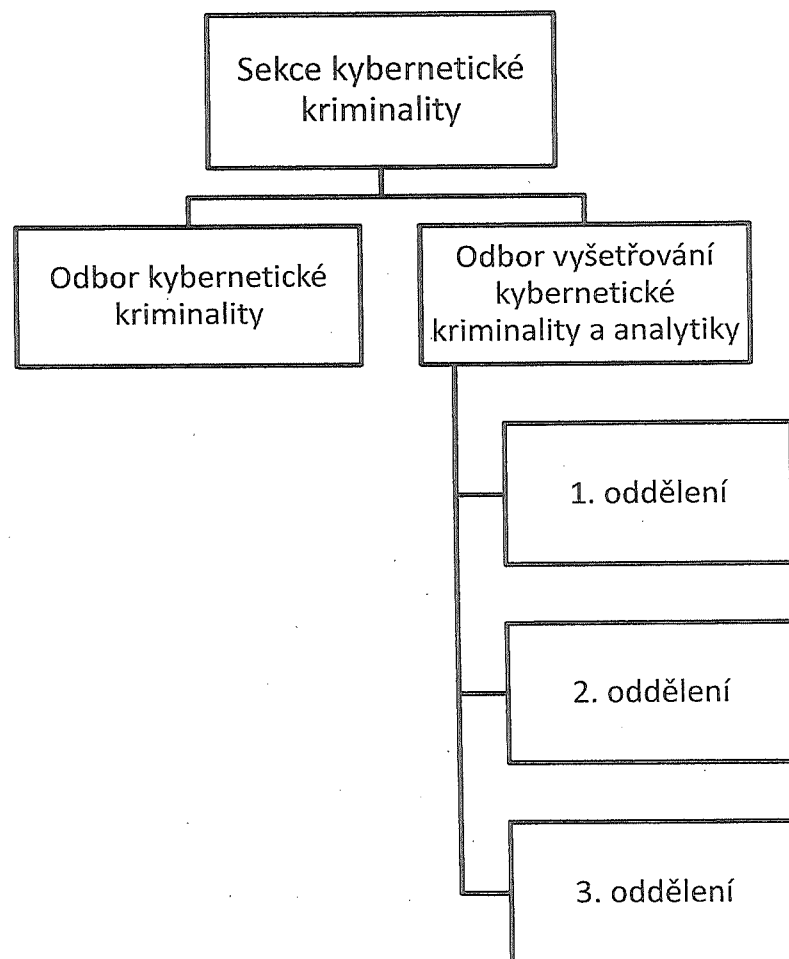 Sekce kybernetické
kriminality
Odbor kybernetické
kriminality
Odbor vyšetřování
kybernetické
kriminality a analytiky
1. oddělení
2. oddělení
3. oddělení